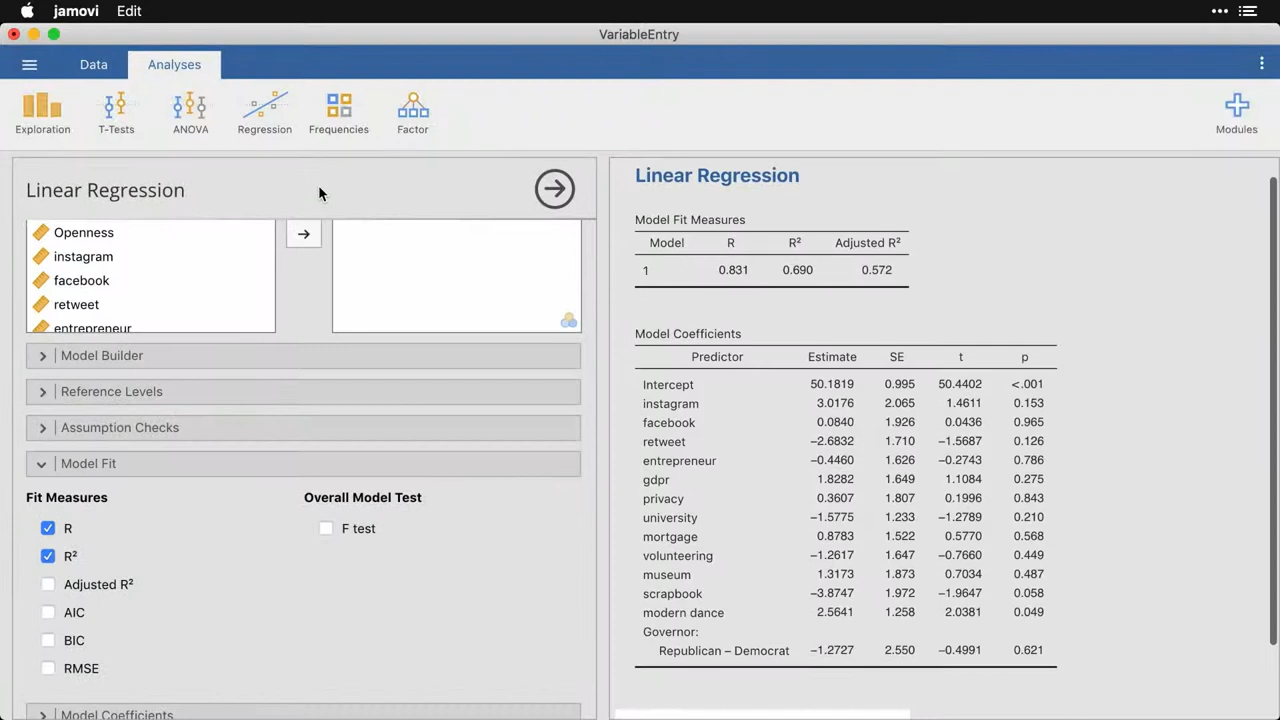 jamovi Edit
VariableEntry
Data Analyses
Exploration T-Tests ANOVA Regression Frequencies Factor Modules
Linear Regression
Openness
instagram
facebook
retweet
entrepreneur
Model Builder
Reference Levels
Assumption Checks
Model Fit
Fit Measures Overall Model Test
R F test
R²
Adjusted R²
AIC
BIC
RMSE
Model Coefficients
Linear Regression
Model Fit Measures
Model R R² Adjusted R²
1 0.831 0.690 0.572
Model Coefficients
Predictor Estimate SE t p
Intercept 50.1819 0.995 50.4402 <.001
instagram 3.0176 2.065 1.4611 0.153
facebook 0.0840 1.926 0.0436 0.965
retweet −2.6832 1.710 −1.5687 0.126
entrepreneur −0.4460 1.626 −0.2743 0.786
gdpr 1.8282 1.649 1.1084 0.275
privacy 0.3607 1.807 0.1996 0.843
university −1.5775 1.233 −1.2789 0.210
mortgage 0.8783 1.522 0.5770 0.568
volunteering −1.2617 1.647 −0.7660 0.449
museum 1.3173 1.873 0.7034 0.487
scrapbook −3.8747 1.972 −1.9647 0.058
modern dance 2.5641 1.258 2.0381 0.049
Governor:
Republican – Democrat −1.2727 2.550 −0.4991 0.621